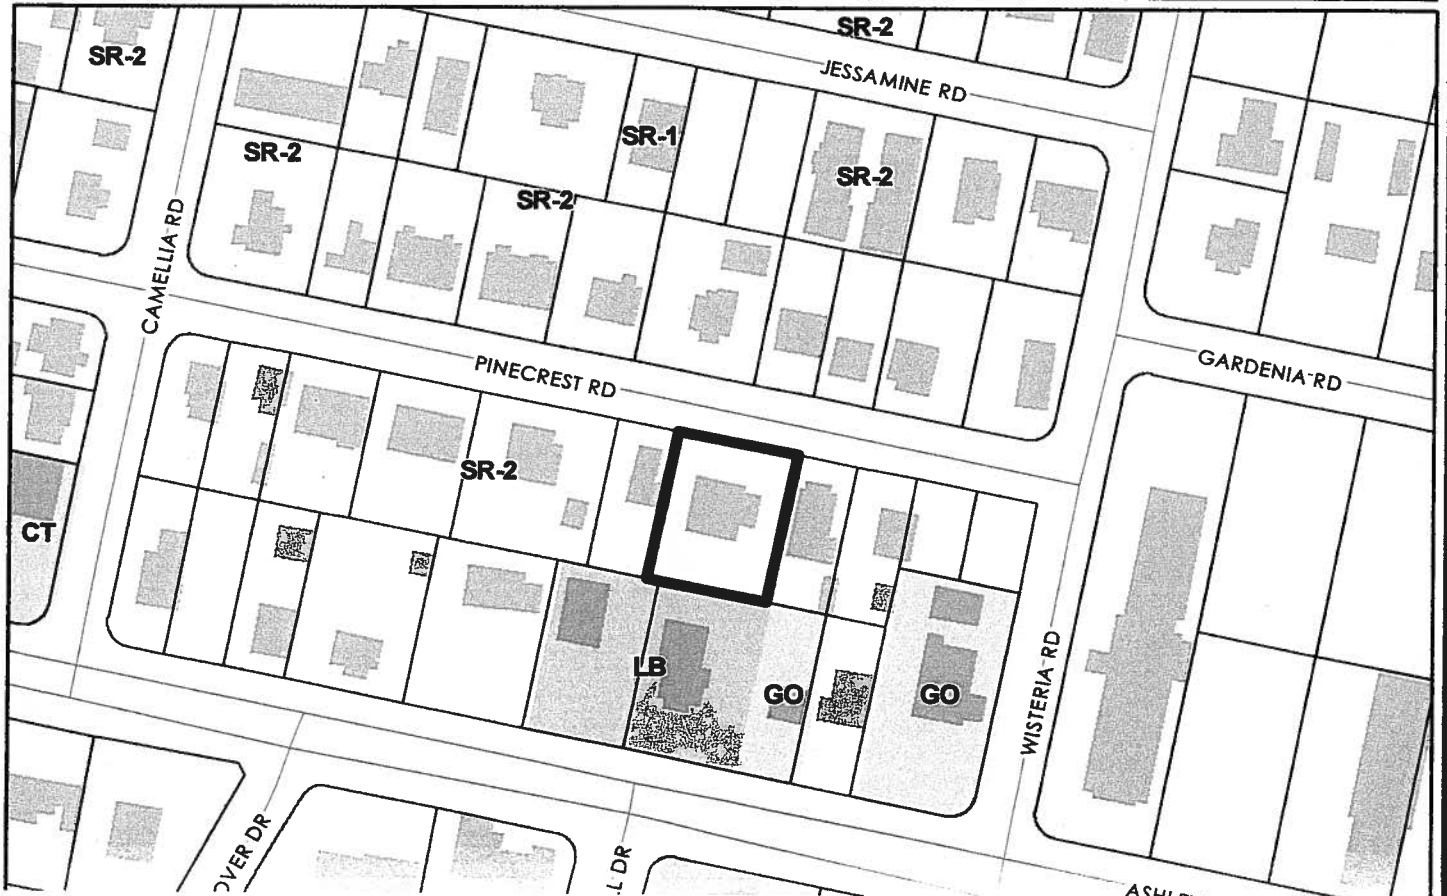 SR-2
SR-2
JESSAMINE RD
SR-1
SR-2
SR-2
SR-2
CAMELLIA RD
PINECREST RD
GARDENIA RD
SR-2
CT
LB
GO
GO
WISTERIA RD
OVER DR
LL DR